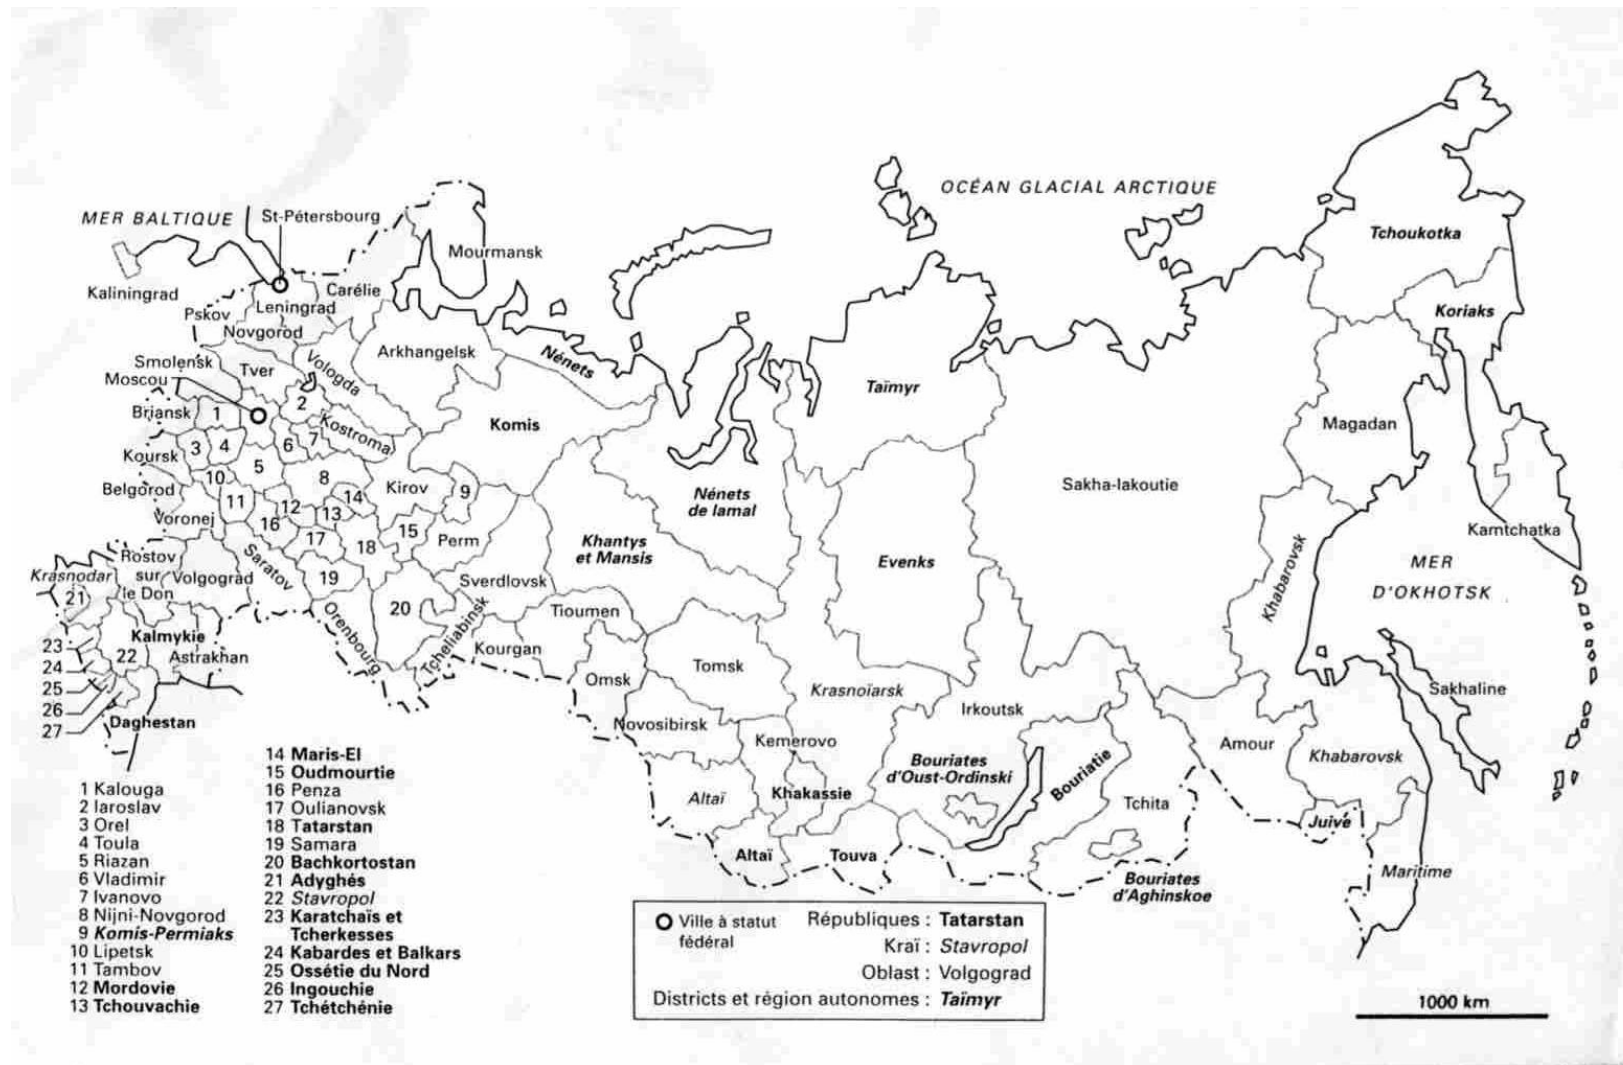 OCÉAN GLACIAL ARCTIQUE
MER BALTIQUE
St-Pétersbourg
Tchoukotka
Mourmansk
Kaliningrad
Carélie
Leningrad
Pskov
Novgorod
Koriaks
Smolensk
Moscou
Tver
Vologda
Arkhangelsk
Nénets
Taïmyr
Briansk
1
2
Kostroma
Komis
Magadan
Koursk
3
4
5
6
7
8
Kirov
9
Belgorod
10
11
12
13
14
Nénets
de Iamal
Sakha-Iakoutie
Voronej
16
17
18
15
Perm
Khantys
et Mansis
Evenks
Khabarovsk
Kamtchatka
MER
D'OKHOTSK
Krasnodar
21
Rostov
sur
le Don
Volgograd
Saratov
19
20
Orenbourg
Tcheliabinsk
Sverdlovsk
Tioumen
Kourgan
Kalmykie
22
Astrakhan
23
24
25
26
27
Daghestan
Omsk
Tomsk
Krasnoïarsk
Irkoutsk
Sakhaline
Novosibirsk
Kemerovo
Bouriates
d'Oust-Ordinski
Bouriatie
Amour
Khabarovsk
Altaï
Khakassie
Tchita
Juive
Altaï
Touva
Bouriates
d'Aghinskoe
Maritime
1 Kalouga
2 Iaroslav
3 Orel
4 Toula
5 Riazan
6 Vladimir
7 Ivanovo
8 Nijni-Novgorod
9 Komis-Permiaks
10 Lipetsk
11 Tambov
12 Mordovie
13 Tchouvachie
14 Maris-El
15 Oudmourtie
16 Penza
17 Oulianovsk
18 Tatarstan
19 Samara
20 Bachkortostan
21 Adyghés
22 Stavropol
23 Karatchaïs et
Tcherkesses
24 Kabardes et Balkars
25 Ossétie du Nord
26 Ingouchie
27 Tchétchénie
Ville à statut
fédéral
Républiques : Tatarstan
Kraï : Stavropol
Oblast : Volgograd
Districts et région autonomes : Taïmyr
1000 km